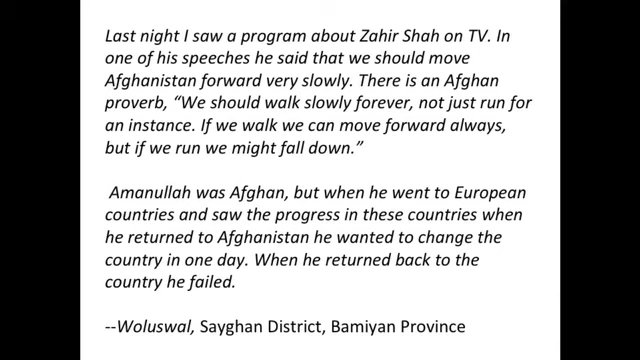 Last night I saw a program about Zahir Shah on TV. In
one of his speeches he said that we should move
Afghanistan forward very slowly. There is an Afghan
proverb, “We should walk slowly forever, not just run for
an instance. If we walk we can move forward always,
but if we run we might fall down.”
Amanullah was Afghan, but when he went to European
countries and saw the progress in these countries when
he returned to Afghanistan he wanted to change the
country in one day. When he returned back to the
country he failed.
--Woluswal, Sayghan District, Bamiyan Province